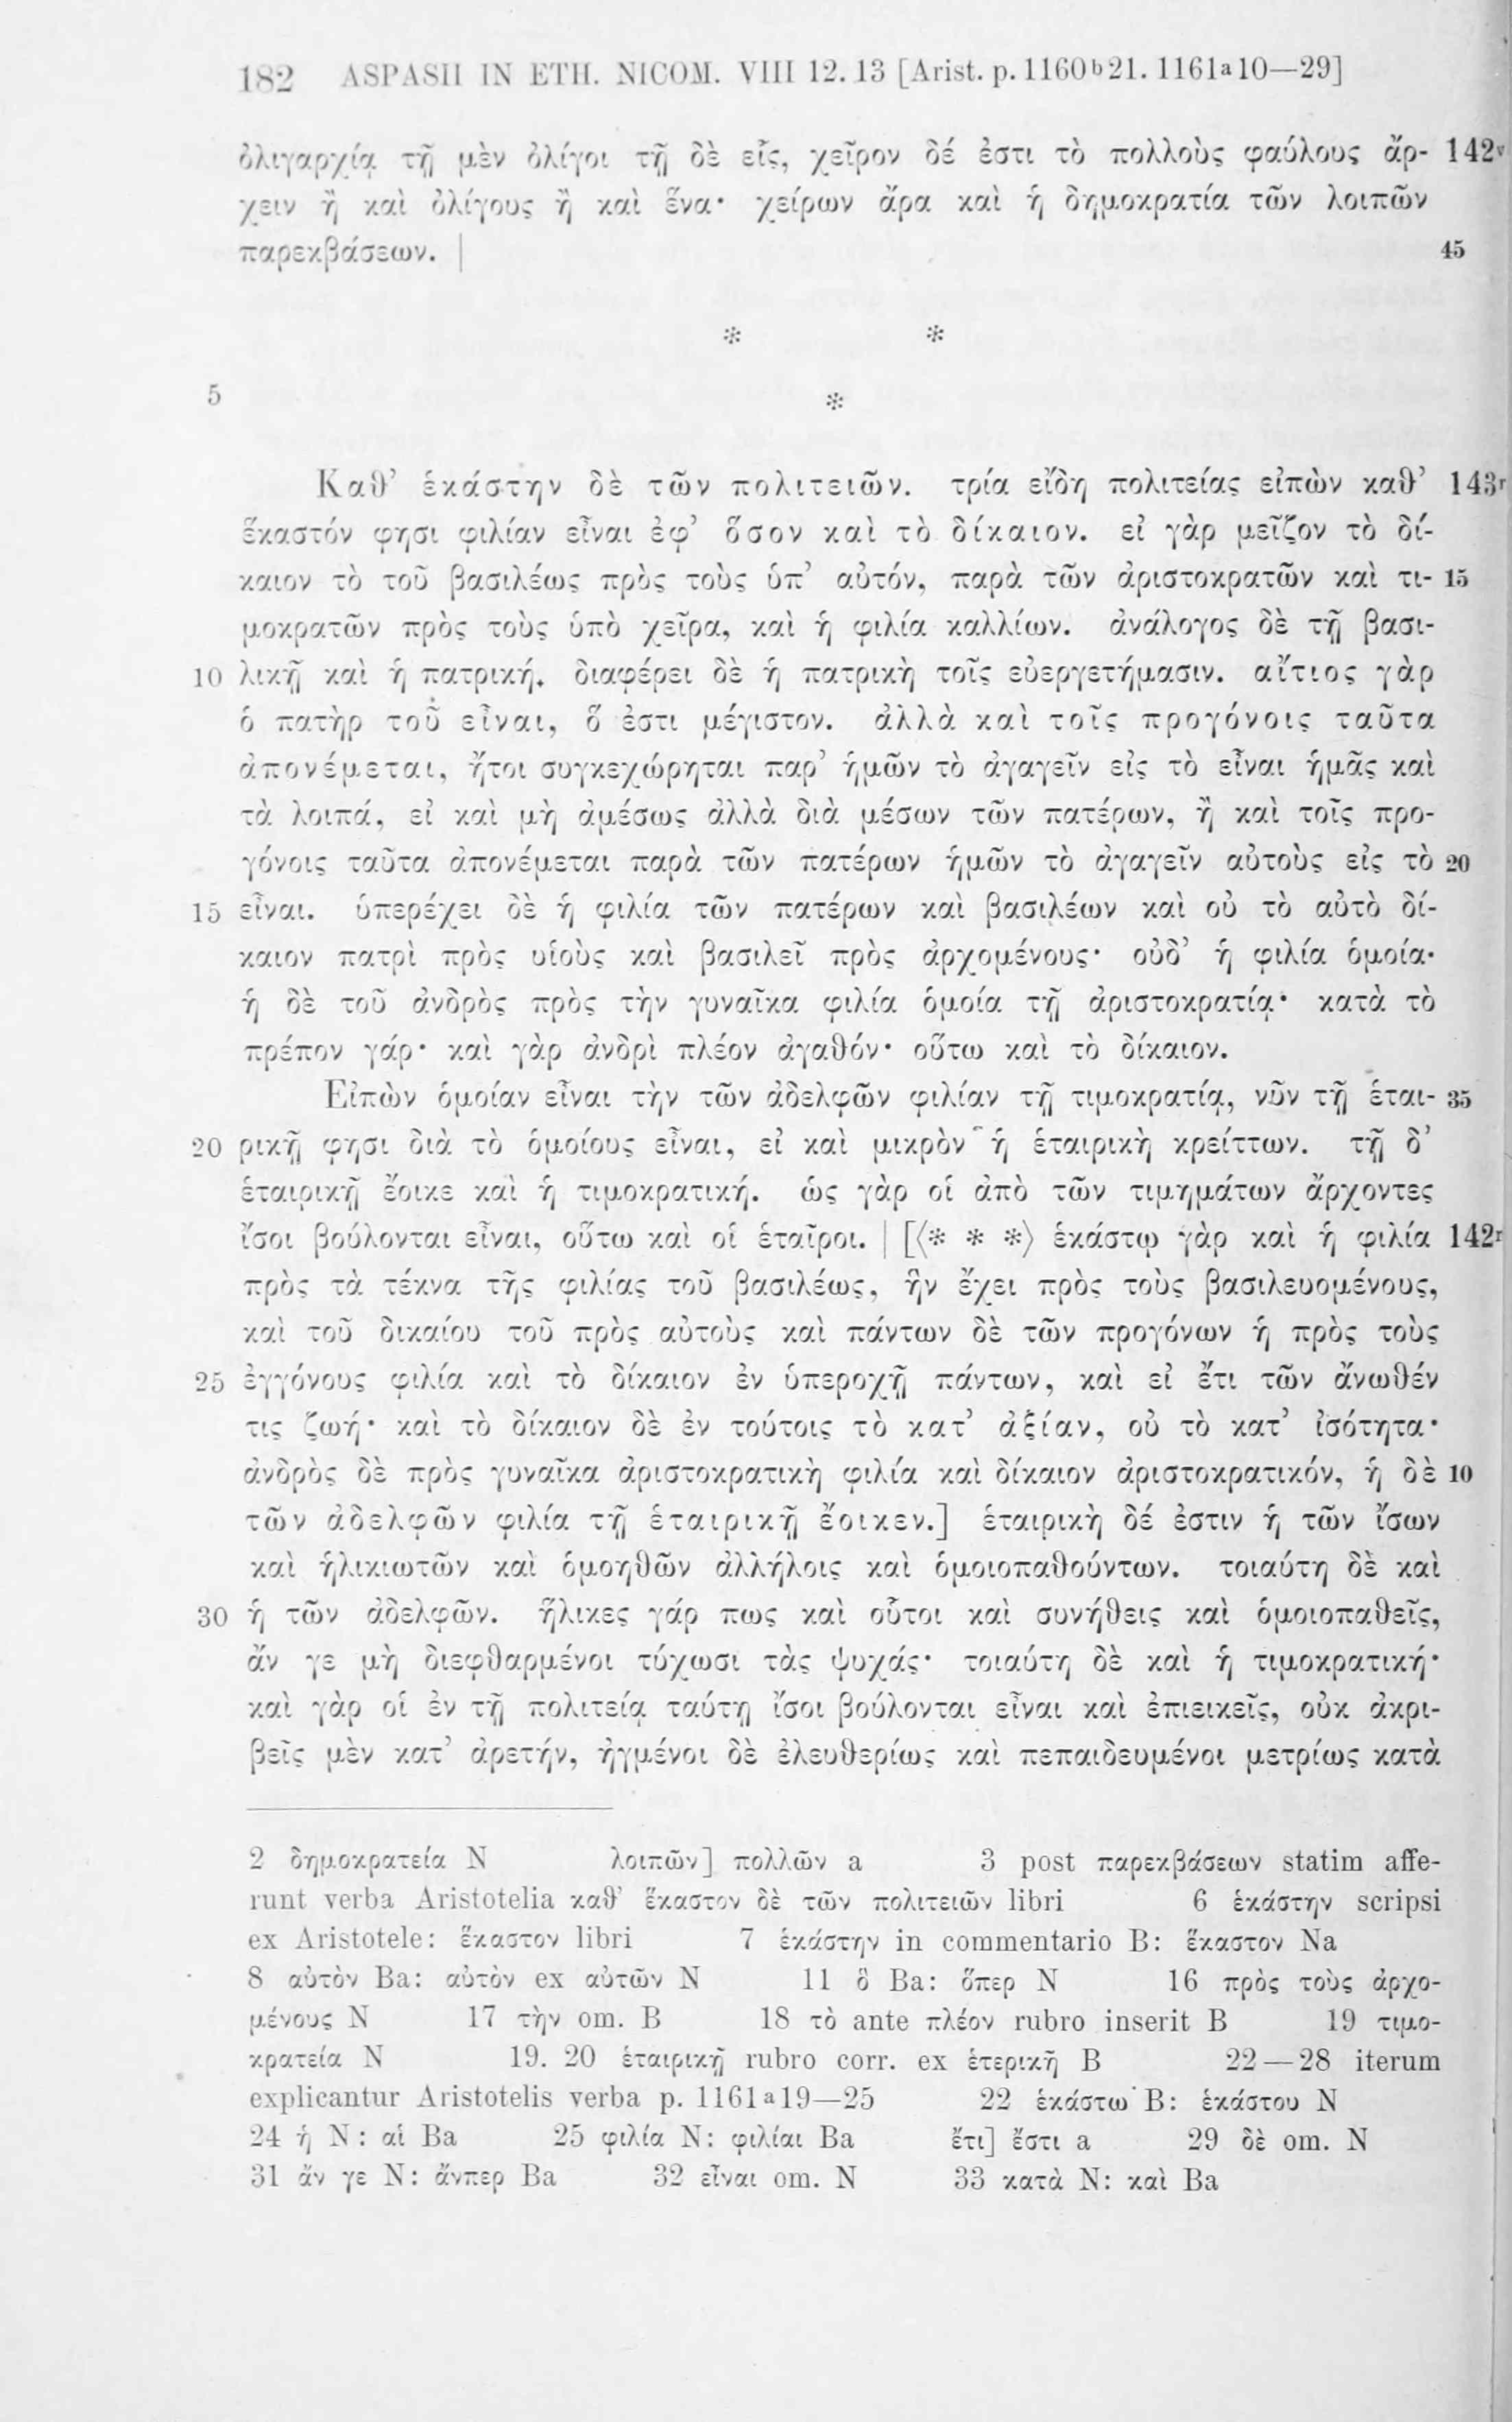 182 ASPASII IN ETH. NICOM. VIII 12. 13 [Arist. p. 1160b21. 1161a10—29]
ὀλιγαρχίᾳ τῇ μὲν ὀλίγοι τῇ δὲ εἷς, χεῖρον δέ ἐστι τὸ πολλοὺς φαύλους ἄρ- 142v
χειν ἢ καὶ ὀλίγους ἢ καὶ ἕνα· χείρων ἄρα καὶ ἡ δημοκρατία τῶν λοιπῶν
παρεκβάσεων. | 45
* *
5 *
Καθ’ ἑκάστην δὲ τῶν πολιτειῶν. τρία εἴδη πολιτείας εἰπὼν καθ’ 143r
ἕκαστόν φησι φιλίαν εἶναι ἐφ’ ὅσον καὶ τὸ δίκαιον. εἰ γὰρ μεῖζον τὸ δί-
καιον τὸ τοῦ βασιλέως πρὸς τοὺς ὑπ’ αὐτόν, παρὰ τῶν ἀριστοκρατῶν καὶ τι- 15
μοκρατῶν πρὸς τοὺς ὑπὸ χεῖρα, καὶ ἡ φιλία καλλίων. ἀνάλογος δὲ τῇ βασι-
10 λικῇ καὶ ἡ πατρική. διαφέρει δὲ ἡ πατρικὴ τοῖς εὐεργετήμασιν. αἴτιος γὰρ
ὁ πατὴρ τοῦ εἶναι, ὅ ἐστι μέγιστον. ἀλλὰ καὶ τοῖς προγόνοις ταῦτα
ἀπονέμεται, ἤτοι συγκεχώρηται παρ’ ἡμῶν τὸ ἀγαγεῖν εἰς τὸ εἶναι ἡμᾶς καὶ
τὰ λοιπά, εἰ καὶ μὴ ἀμέσως ἀλλὰ διὰ μέσων τῶν πατέρων, ἢ καὶ τοῖς προ-
γόνοις ταῦτα ἀπονέμεται παρὰ τῶν πατέρων ἡμῶν τὸ ἀγαγεῖν αὐτοὺς εἰς τὸ 20
15 εἶναι. ὑπερέχει δὲ ἡ φιλία τῶν πατέρων καὶ βασιλέων καὶ οὐ τὸ αὐτὸ δί-
καιον πατρὶ πρὸς υἱοὺς καὶ βασιλεῖ πρὸς ἀρχομένους· οὐδ’ ἡ φιλία ὁμοία·
ἡ δὲ τοῦ ἀνδρὸς πρὸς τὴν γυναῖκα φιλία ὁμοία τῇ ἀριστοκρατίᾳ· κατὰ τὸ
πρέπον γάρ· καὶ γὰρ ἀνδρὶ πλέον ἀγαθόν· οὕτω καὶ τὸ δίκαιον.
Εἰπὼν ὁμοίαν εἶναι τὴν τῶν ἀδελφῶν φιλίαν τῇ τιμοκρατίᾳ, νῦν τῇ ἑται- 35
20 ρικῇ φησι διὰ τὸ ὁμοίους εἶναι, εἰ καὶ μικρὸν ἡ ἑταιρικὴ κρείττων. τῇ δ’
ἑταιρικῇ ἔοικε καὶ ἡ τιμοκρατική. ὡς γὰρ οἱ ἀπὸ τῶν τιμημάτων ἄρχοντες
ἴσοι βούλονται εἶναι, οὕτω καὶ οἱ ἑταῖροι. | [⟨* * *⟩ ἑκάστῳ γὰρ καὶ ἡ φιλία 142r
πρὸς τὰ τέκνα τῆς φιλίας τοῦ βασιλέως, ἣν ἔχει πρὸς τοὺς βασιλευομένους,
καὶ τοῦ δικαίου τοῦ πρὸς αὐτοὺς καὶ πάντων δὲ τῶν προγόνων ἡ πρὸς τοὺς
25 ἐγγόνους φιλία καὶ τὸ δίκαιον ἐν ὑπεροχῇ πάντων, καὶ εἰ ἔτι τῶν ἄνωθέν
τις ζωή· καὶ τὸ δίκαιον δὲ ἐν τούτοις τὸ κατ’ ἀξίαν, οὐ τὸ κατ’ ἰσότητα·
ἀνδρὸς δὲ πρὸς γυναῖκα ἀριστοκρατικὴ φιλία καὶ δίκαιον ἀριστοκρατικόν, ἡ δὲ 10
τῶν ἀδελφῶν φιλία τῇ ἑταιρικῇ ἔοικεν.] ἑταιρικὴ δέ ἐστιν ἡ τῶν ἴσων
καὶ ἡλικιωτῶν καὶ ὁμοηθῶν ἀλλήλοις καὶ ὁμοιοπαθούντων. τοιαύτη δὲ καὶ
30 ἡ τῶν ἀδελφῶν. ἥλικες γάρ πως καὶ οὗτοι καὶ συνήθεις καὶ ὁμοιοπαθεῖς,
ἄν γε μὴ διεφθαρμένοι τύχωσι τὰς ψυχάς· τοιαύτη δὲ καὶ ἡ τιμοκρατική·
καὶ γὰρ οἱ ἐν τῇ πολιτείᾳ ταύτῃ ἴσοι βούλονται εἶναι καὶ ἐπιεικεῖς, οὐκ ἀκρι-
βεῖς μὲν κατ’ ἀρετήν, ἠγμένοι δὲ ἐλευθερίως καὶ πεπαιδευμένοι μετρίως κατὰ
2 δημοκρατεία N λοιπῶν] πολλῶν a 3 post παρεκβάσεων statim affe-
runt verba Aristotelia καθ’ ἕκαστον δὲ τῶν πολιτειῶν libri 6 ἑκάστην scripsi
ex Aristotele: ἕκαστον libri 7 ἑκάστην in commentario B: ἕκαστον Na
8 αὐτὸν Ba: αὐτὸν ex αὐτῶν N 11 ὅ Ba: ὅπερ N 16 πρὸς τοὺς ἀρχο-
μένους N 17 τὴν om. B 18 τὸ ante πλέον rubro inserit B 19 τιμο-
κρατεία N 19. 20 ἑταιρικῇ rubro corr. ex ἑτερικῇ B 22—28 iterum
explicantur Aristotelis verba p. 1161a19—25 22 ἑκάστω B: ἑκάστου N
24 ἡ N: αἱ Ba 25 φιλία N: φιλίαι Ba ἔτι] ἔστι a 29 δὲ om. N
31 ἄν γε N: ἄνπερ Ba 32 εἶναι om. N 33 κατὰ N: καὶ Ba